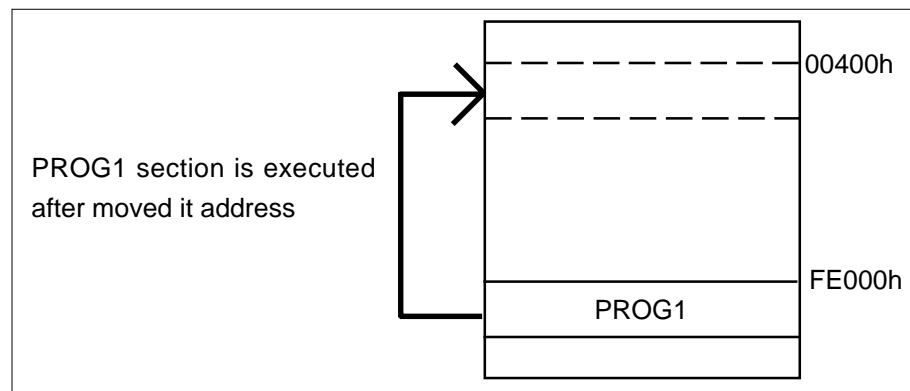 00400h
PROG1 section is executed
after moved it address
FE000h
PROG1